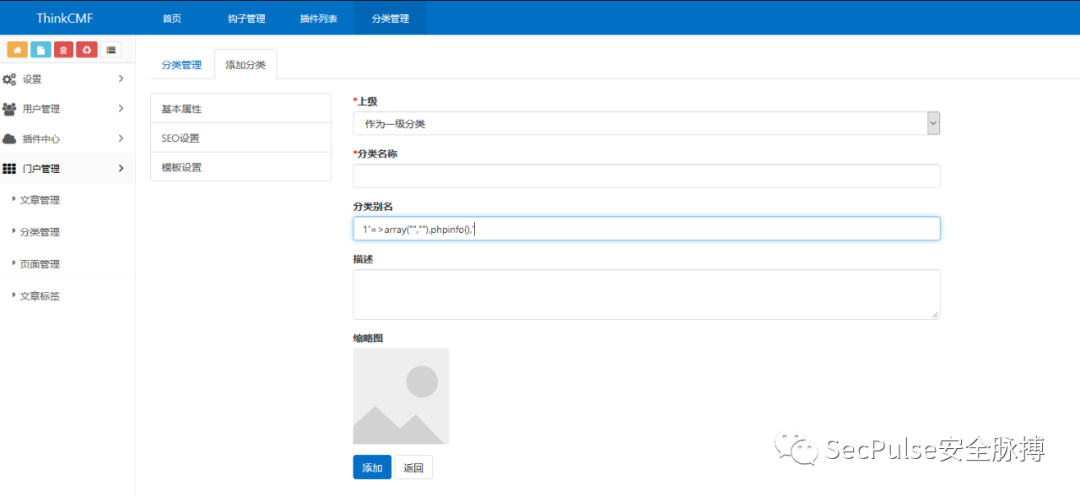 ThinkCMF 首页 钩子管理 插件列表 分类管理
设置
用户管理
插件中心
门户管理
文章管理
分类管理
页面管理
文章标签
分类管理 添加分类
基本属性
SEO设置
模板设置
*上级
作为一级分类
*分类名称
分类别名
1'=>array("",""),phpinfo(),'
描述
缩略图
添加 返回
SecPulse安全脉搏